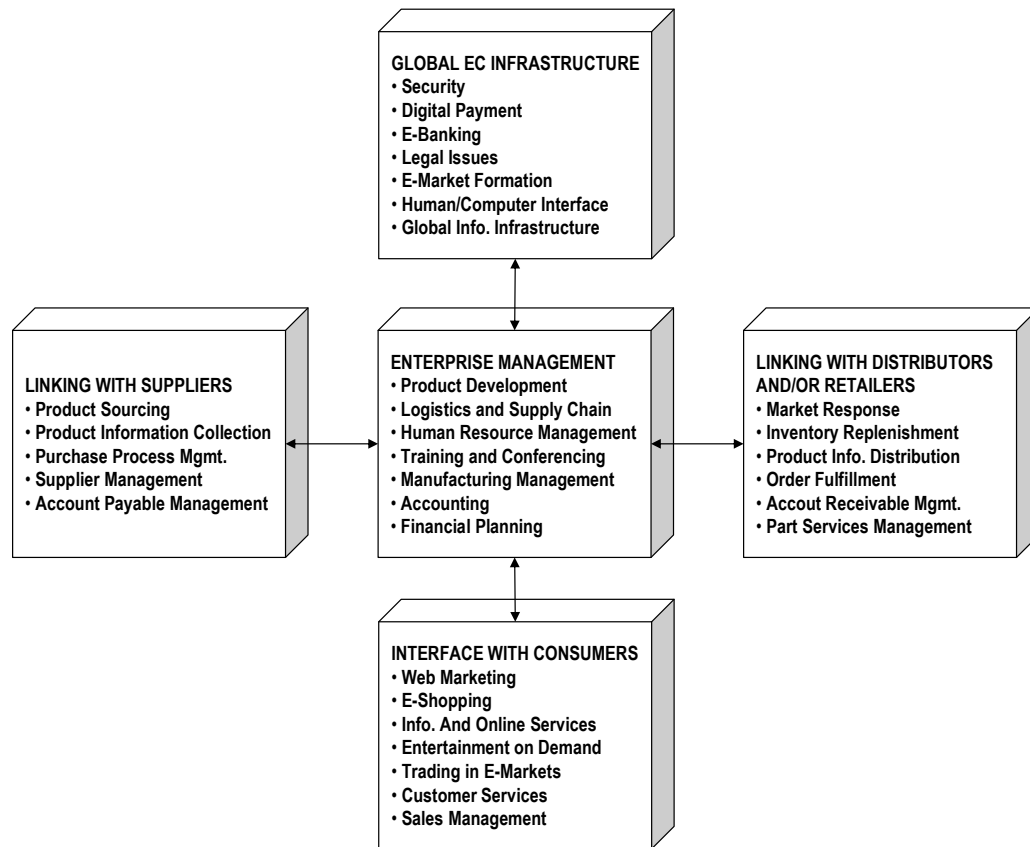 GLOBAL EC INFRASTRUCTURE
• Security
• Digital Payment
• E-Banking
• Legal Issues
• E-Market Formation
• Human/Computer Interface
• Global Info. Infrastructure
LINKING WITH SUPPLIERS
• Product Sourcing
• Product Information Collection
• Purchase Process Mgmt.
• Supplier Management
• Account Payable Management
ENTERPRISE MANAGEMENT
• Product Development
• Logistics and Supply Chain
• Human Resource Management
• Training and Conferencing
• Manufacturing Management
• Accounting
• Financial Planning
LINKING WITH DISTRIBUTORS
AND/OR RETAILERS
• Market Response
• Inventory Replenishment
• Product Info. Distribution
• Order Fulfillment
• Accout Receivable Mgmt.
• Part Services Management
INTERFACE WITH CONSUMERS
• Web Marketing
• E-Shopping
• Info. And Online Services
• Entertainment on Demand
• Trading in E-Markets
• Customer Services
• Sales Management